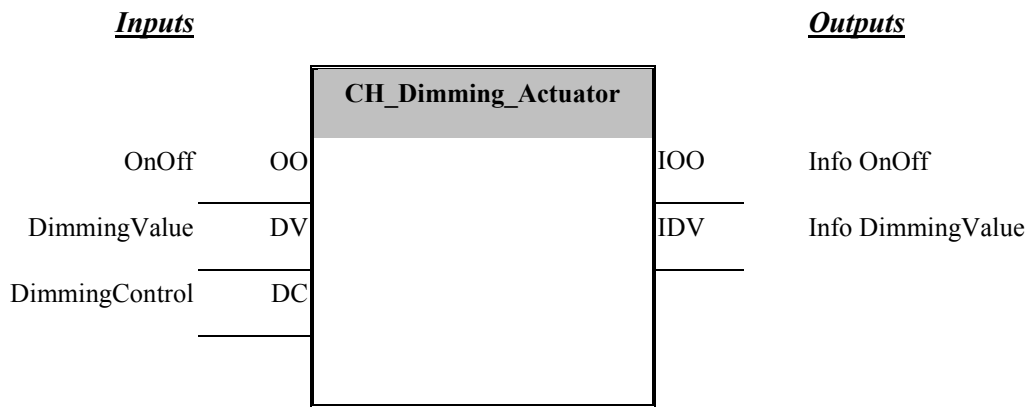 Inputs Outputs
CH_Dimming_Actuator
OnOff OO IOO Info OnOff
DimmingValue DV IDV Info DimmingValue
DimmingControl DC